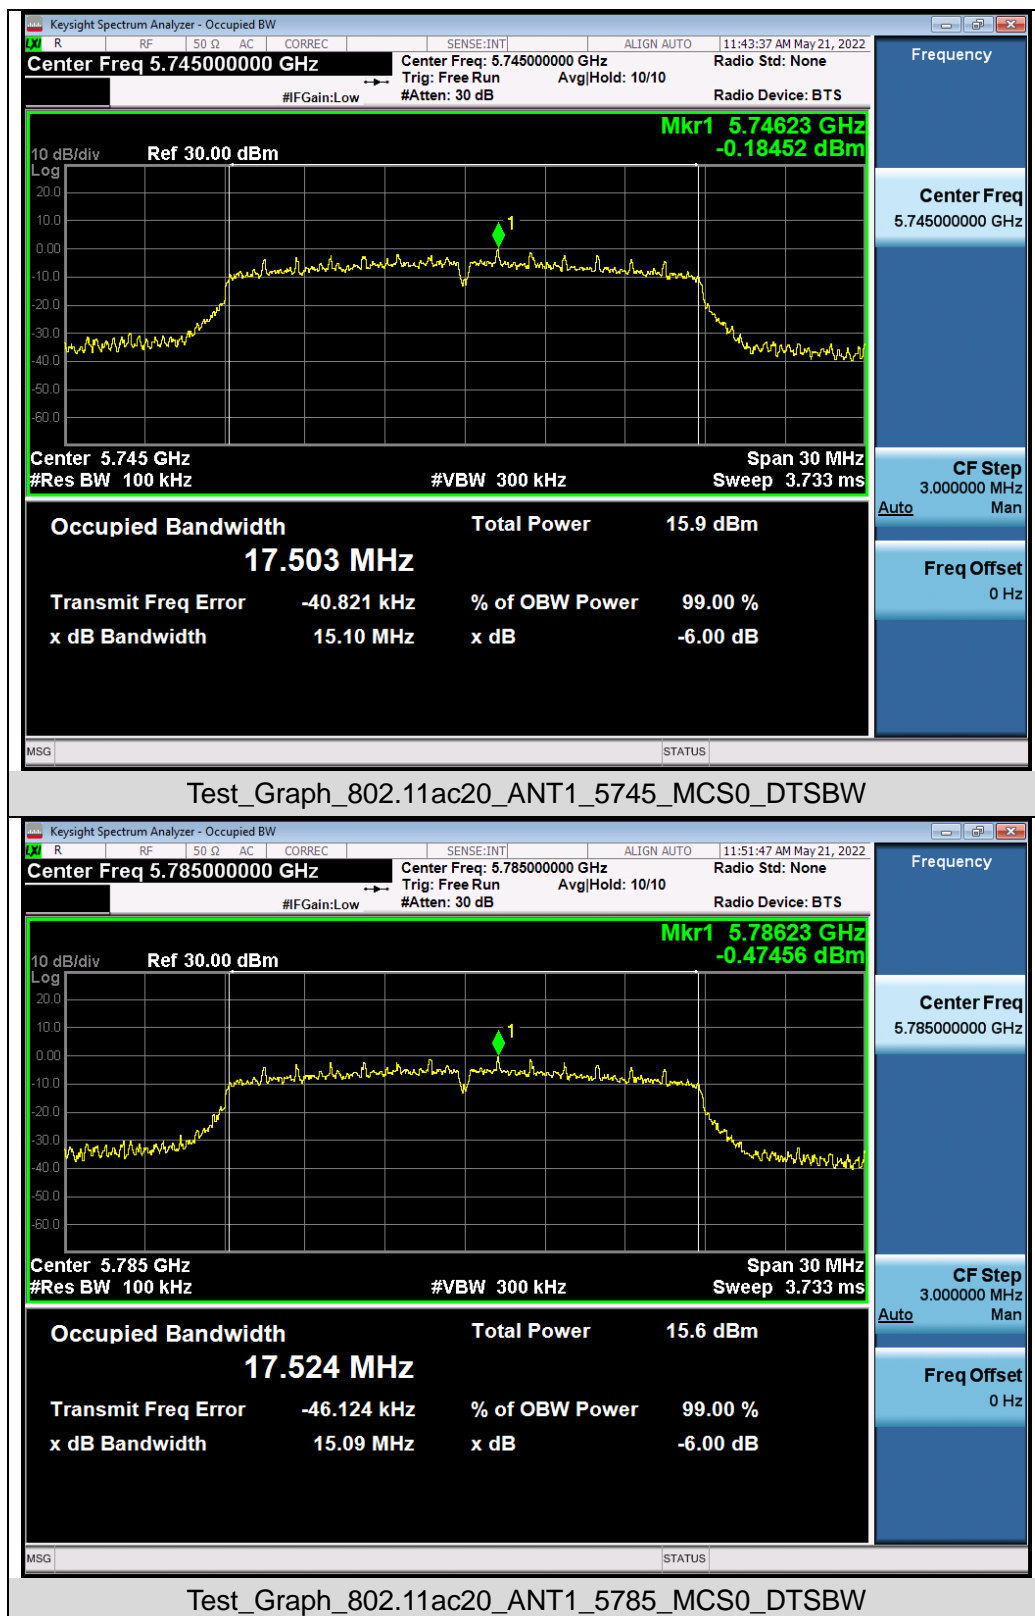 Keysight Spectrum Analyzer - Occupied BW
LXI R RF 50 Ω AC CORREC SENSE:INT ALIGN AUTO 11:43:37 AM May 21, 2022
Center Freq 5.745000000 GHz
Center Freq: 5.745000000 GHz
Radio Std: None
Trig: Free Run Avg|Hold: 10/10
#IFGain:Low
#Atten: 30 dB
Radio Device: BTS
Frequency
Mkr1 5.74623 GHz
-0.18452 dBm
10 dB/div Ref 30.00 dBm
Log
20.0
10.0
0.00
-10.0
-20.0
-30.0
-40.0
-50.0
-60.0
1
Center 5.745 GHz
Span 30 MHz
#Res BW 100 kHz
#VBW 300 kHz
Sweep 3.733 ms
Center Freq
5.745000000 GHz
CF Step
3.000000 MHz
Auto Man
Freq Offset
0 Hz
Occupied Bandwidth
17.503 MHz
Total Power 15.9 dBm
Transmit Freq Error -40.821 kHz % of OBW Power 99.00 %
x dB Bandwidth 15.10 MHz x dB -6.00 dB
MSG STATUS
Test_Graph_802.11ac20_ANT1_5745_MCS0_DTSBW
Keysight Spectrum Analyzer - Occupied BW
LXI R RF 50 Ω AC CORREC SENSE:INT ALIGN AUTO 11:51:47 AM May 21, 2022
Center Freq 5.785000000 GHz
Center Freq: 5.785000000 GHz
Radio Std: None
Trig: Free Run Avg|Hold: 10/10
#IFGain:Low
#Atten: 30 dB
Radio Device: BTS
Frequency
Mkr1 5.78623 GHz
-0.47456 dBm
10 dB/div Ref 30.00 dBm
Log
20.0
10.0
0.00
-10.0
-20.0
-30.0
-40.0
-50.0
-60.0
1
Center 5.785 GHz
Span 30 MHz
#Res BW 100 kHz
#VBW 300 kHz
Sweep 3.733 ms
Center Freq
5.785000000 GHz
CF Step
3.000000 MHz
Auto Man
Freq Offset
0 Hz
Occupied Bandwidth
17.524 MHz
Total Power 15.6 dBm
Transmit Freq Error -46.124 kHz % of OBW Power 99.00 %
x dB Bandwidth 15.09 MHz x dB -6.00 dB
MSG STATUS
Test_Graph_802.11ac20_ANT1_5785_MCS0_DTSBW